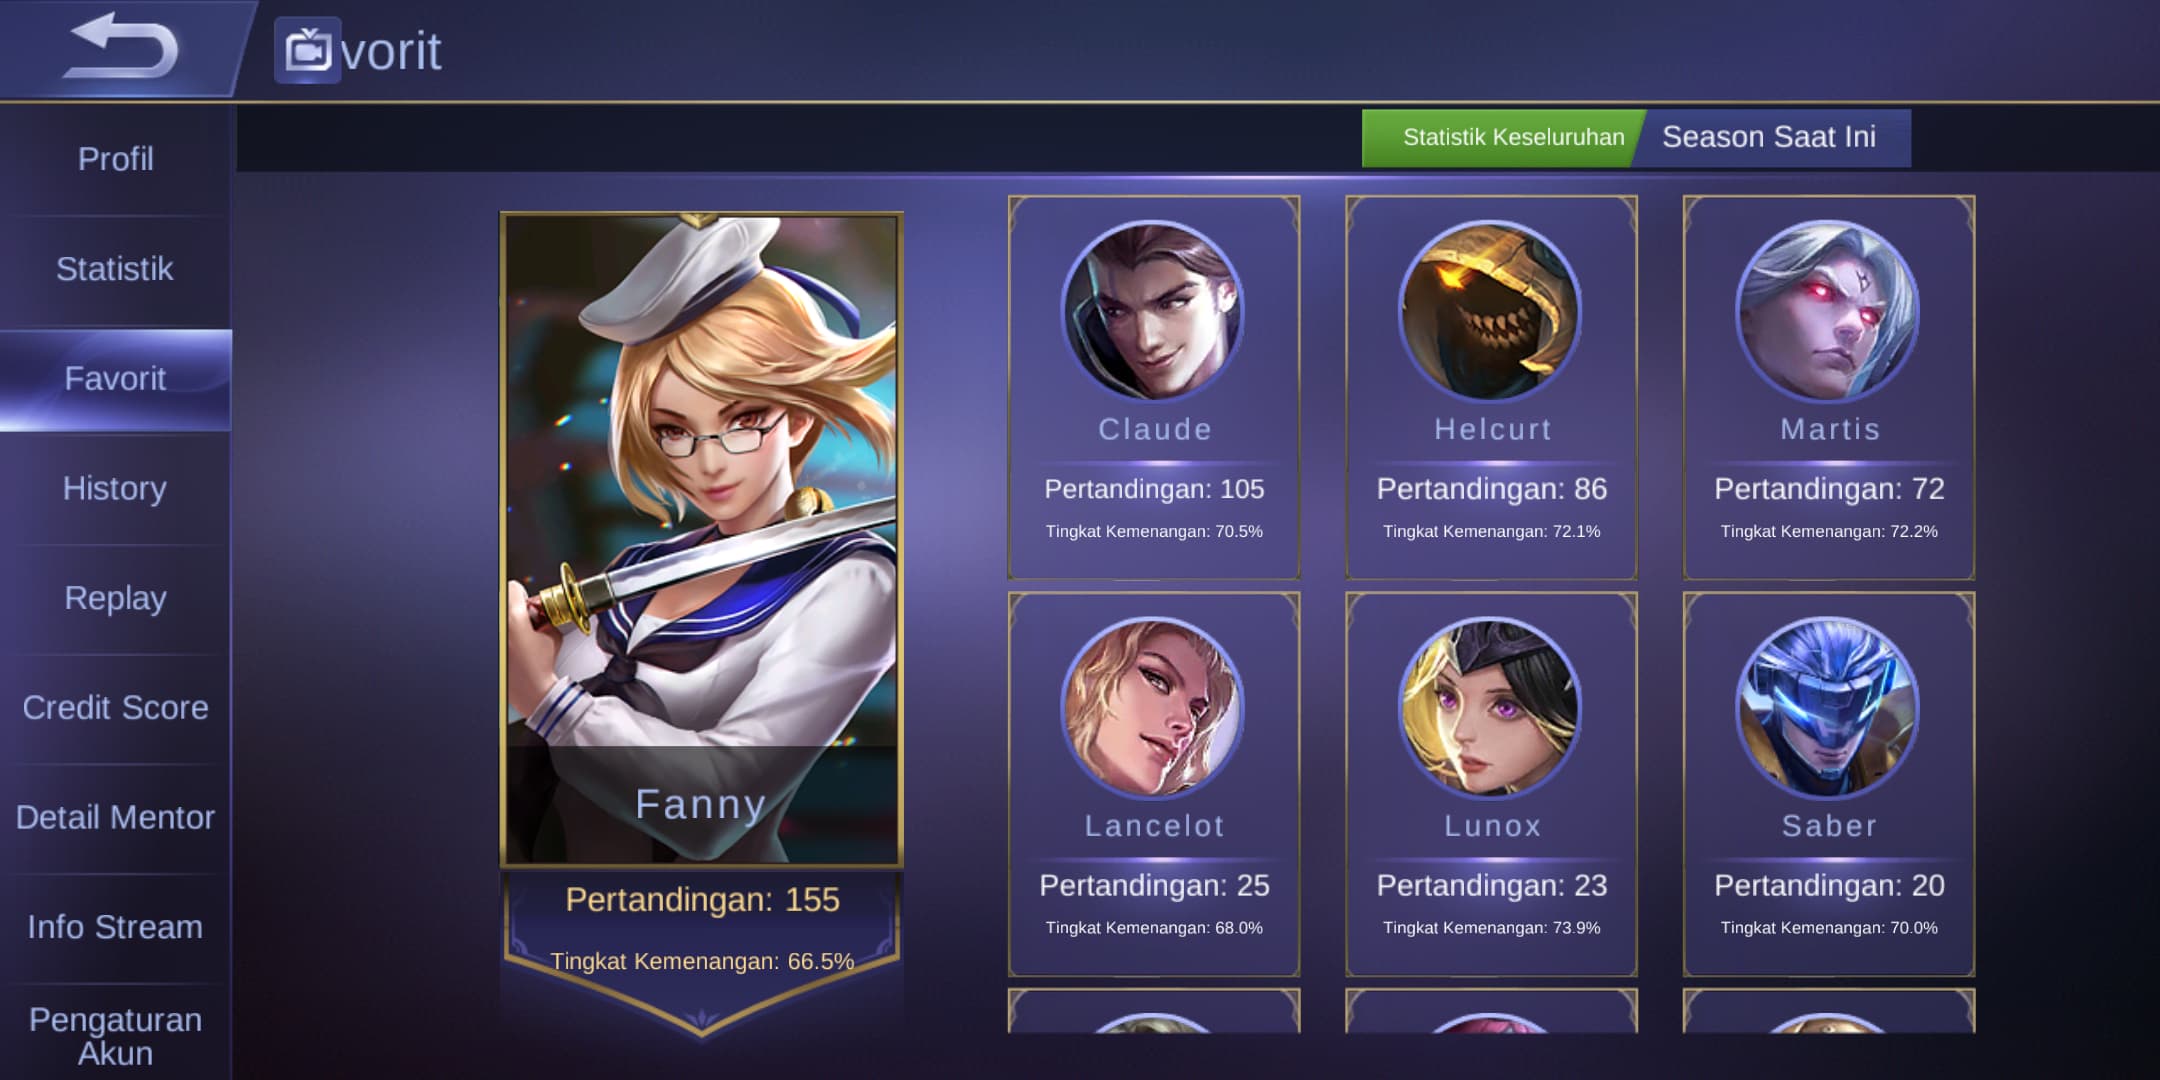 vorit
Statistik Keseluruhan
Season Saat Ini
Profil
Statistik
Favorit
History
Replay
Credit Score
Detail Mentor
Info Stream
Pengaturan
Akun
Fanny
Pertandingan: 155
Tingkat Kemenangan: 66.5%
Claude
Pertandingan: 105
Tingkat Kemenangan: 70.5%
Helcurt
Pertandingan: 86
Tingkat Kemenangan: 72.1%
Martis
Pertandingan: 72
Tingkat Kemenangan: 72.2%
Lancelot
Pertandingan: 25
Tingkat Kemenangan: 68.0%
Lunox
Pertandingan: 23
Tingkat Kemenangan: 73.9%
Saber
Pertandingan: 20
Tingkat Kemenangan: 70.0%